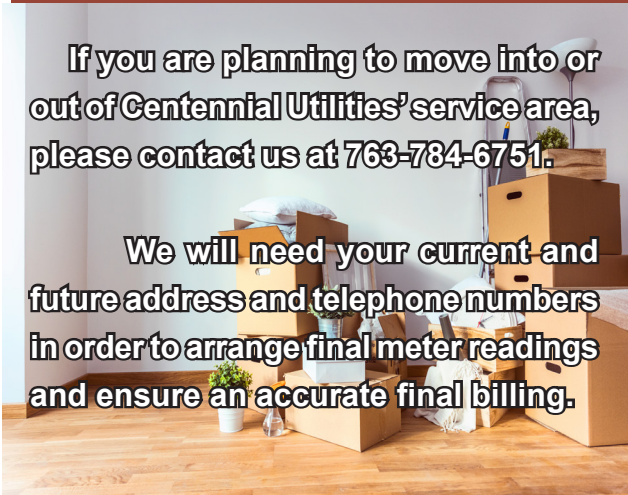 If you are planning to move into or
out of Centennial Utilities’ service area,
please contact us at 763-784-6751.
We will need your current and
future address and telephone numbers
in order to arrange final meter readings
and ensure an accurate final billing.